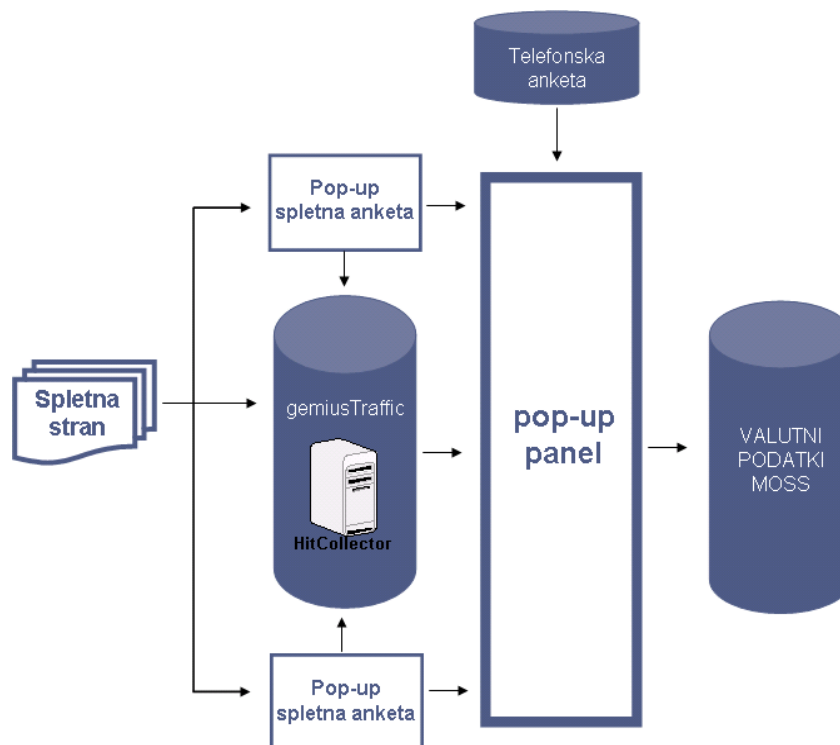 Telefonska
anketa
Pop-up
spletna anketa
Spletna
stran
gemiusTraffic
HitCollector
pop-up
panel
VALUTNI
PODATKI
MOSS
Pop-up
spletna anketa